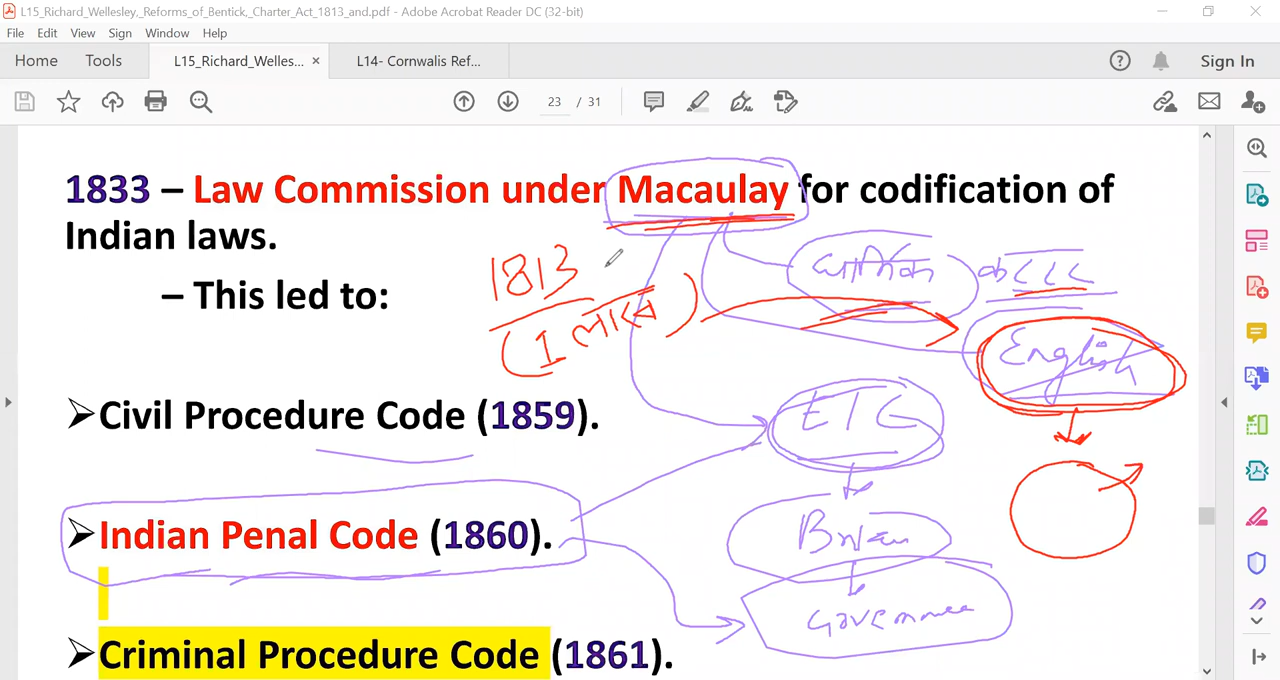 L15_Richard_Wellesley,_Reforms_of_Bentick,_Charter_Act_1813_and.pdf - Adobe Acrobat Reader DC (32-bit)
File Edit View Sign Window Help
Home Tools L15_Richard_Welles... × L14- Cornwalis Ref... Sign In
23 / 31
1833 – Law Commission under Macaulay for codification of
Indian laws.
– This led to:
1813
English
Civil Procedure Code (1859).
Indian Penal Code (1860).
Britain
Governance
Criminal Procedure Code (1861).